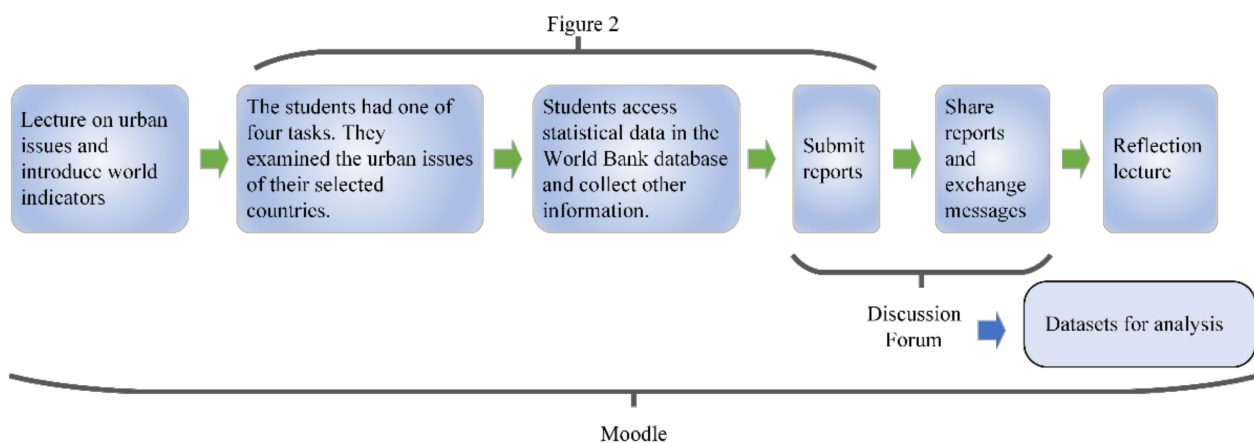 Figure 2
Lecture on urban
issues and
introduce world
indicators
The students had one of
four tasks. They
examined the urban issues
of their selected
countries.
Students access
statistical data in the
World Bank database
and collect other
information.
Submit
reports
Share
reports
and
exchange
messages
Reflection
lecture
Discussion
Forum
Datasets for analysis
Moodle